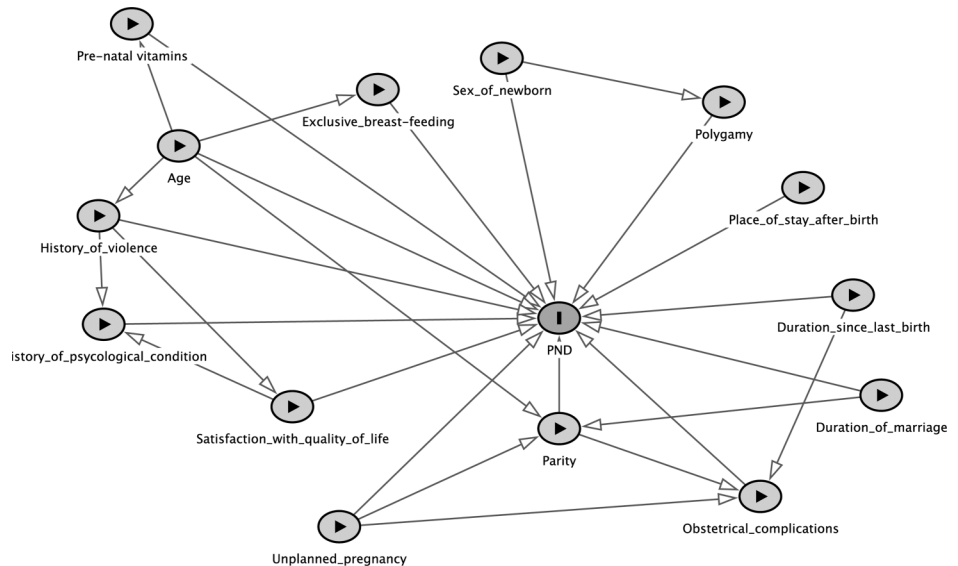 Pre-natal vitamins
Sex_of_newborn
Exclusive_breast-feeding
Polygamy
Age
Place_of_stay_after_birth
History_of_violence
Duration_since_last_birth
PND
istory_of_psycological_condition
Duration_of_marriage
Satisfaction_with_quality_of_life
Parity
Obstetrical_complications
Unplanned_pregnancy